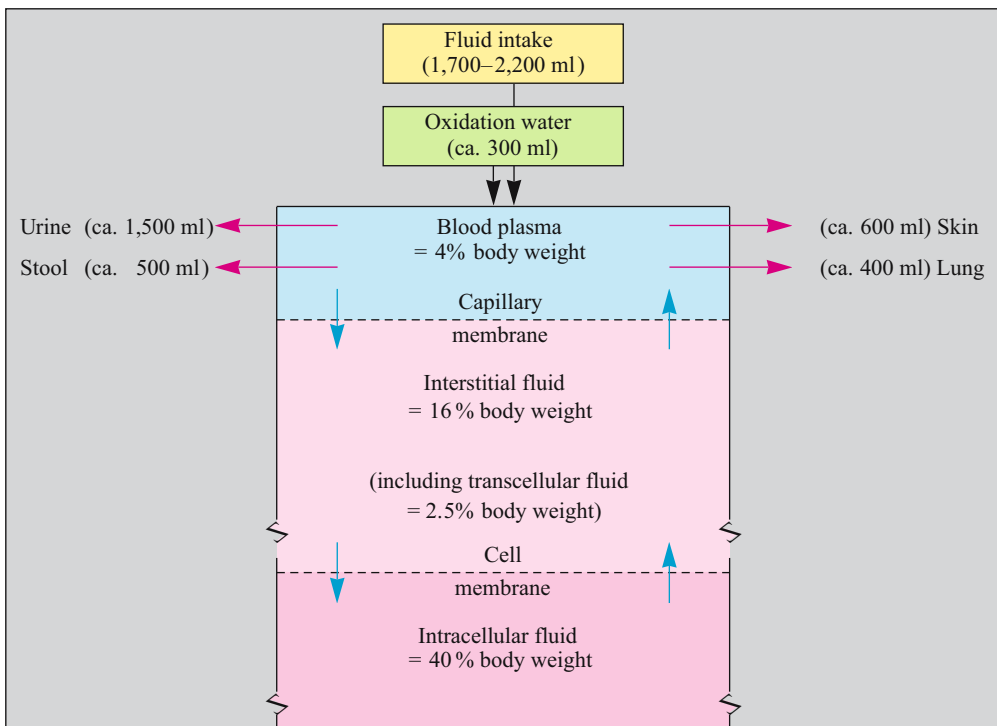 Fluid intake
(1,700–2,200 ml)
Oxidation water
(ca. 300 ml)
Urine (ca. 1,500 ml)
Stool (ca. 500 ml)
Blood plasma
= 4% body weight
(ca. 600 ml) Skin
(ca. 400 ml) Lung
Capillary
membrane
Interstitial fluid
= 16 % body weight
(including transcellular fluid
= 2.5% body weight)
Cell
membrane
Intracellular fluid
= 40 % body weight